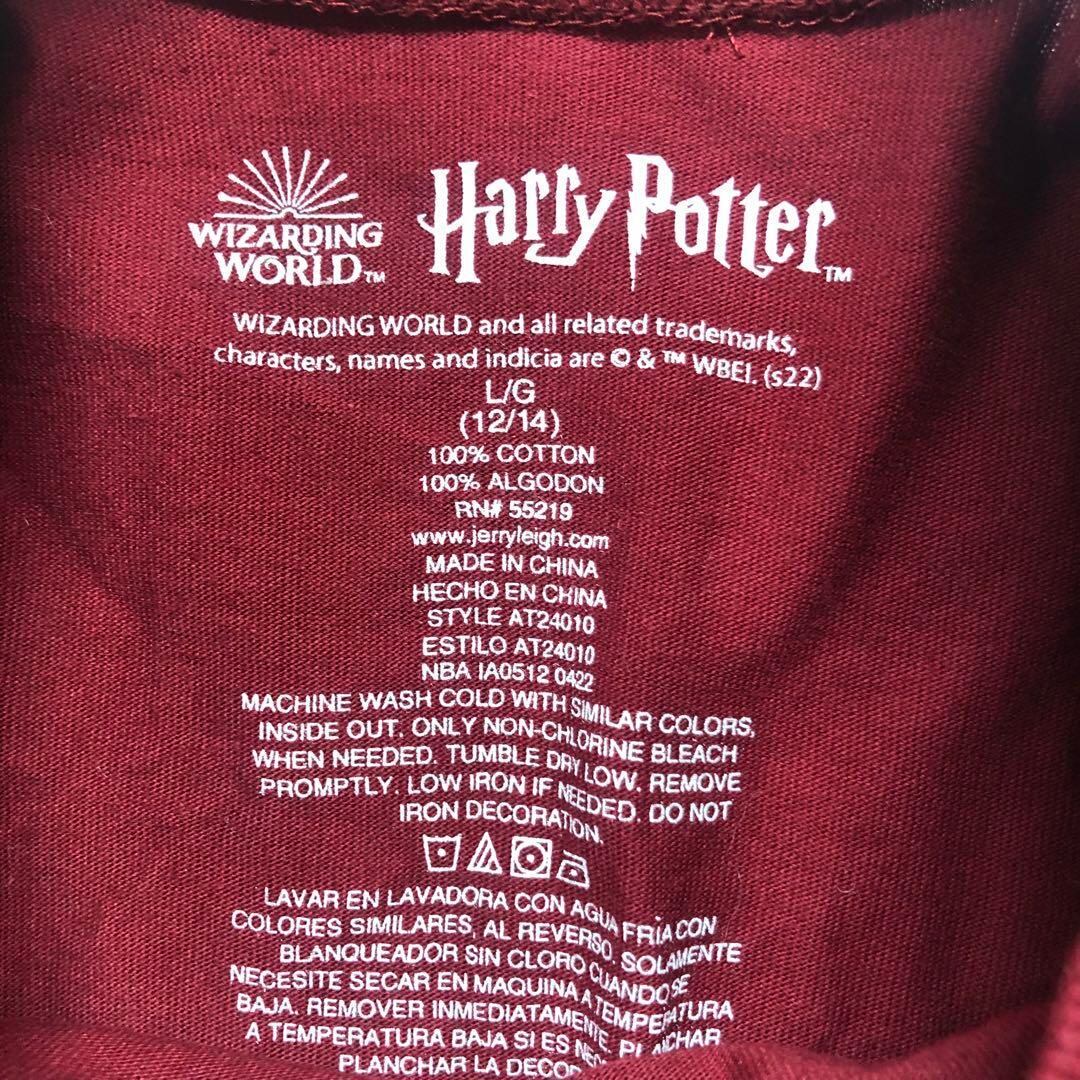 WIZARDING
WORLD™
Harry Potter™
WIZARDING WORLD and all related trademarks,
characters, names and indicia are © & ™ WBEI. (s22)
L/G
(12/14)
100% COTTON
100% ALGODON
RN# 55219
www.jerryleigh.com
MADE IN CHINA
HECHO EN CHINA
STYLE AT24010
ESTILO AT24010
NBA IA0512 0422
MACHINE WASH COLD WITH SIMILAR COLORS,
INSIDE OUT. ONLY NON-CHLORINE BLEACH
WHEN NEEDED. TUMBLE DRY LOW. REMOVE
PROMPTLY. LOW IRON IF NEEDED. DO NOT
IRON DECORATION.
LAVAR EN LAVADORA CON AGUA FRIA CON
COLORES SIMILARES, AL REVERSO. SOLAMENTE
BLANQUEADOR SIN CLORO CUANDO SE
NECESITE SECAR EN MAQUINA A TEMPERATURA
BAJA. REMOVER INMEDIATAMENTE. PLANCHAR
A TEMPERATURA BAJA SI ES
PLANCHAR LA